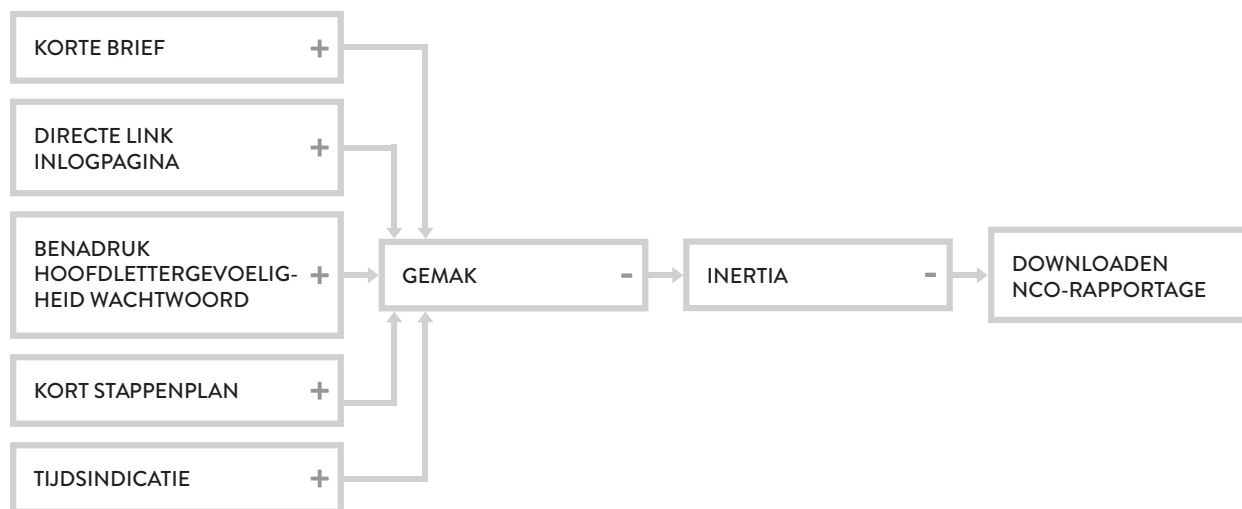 KORTE BRIEF +
DIRECTE LINK
INLOGPAGINA +
BENADRUK
HOOFDLETTERGEVOELIG- +
HEID WACHTWOORD
KORT STAPPENPLAN +
TIJDSINDICATIE +
GEMAK -
INERTIA -
DOWNLOADEN
NCO-RAPPORTAGE